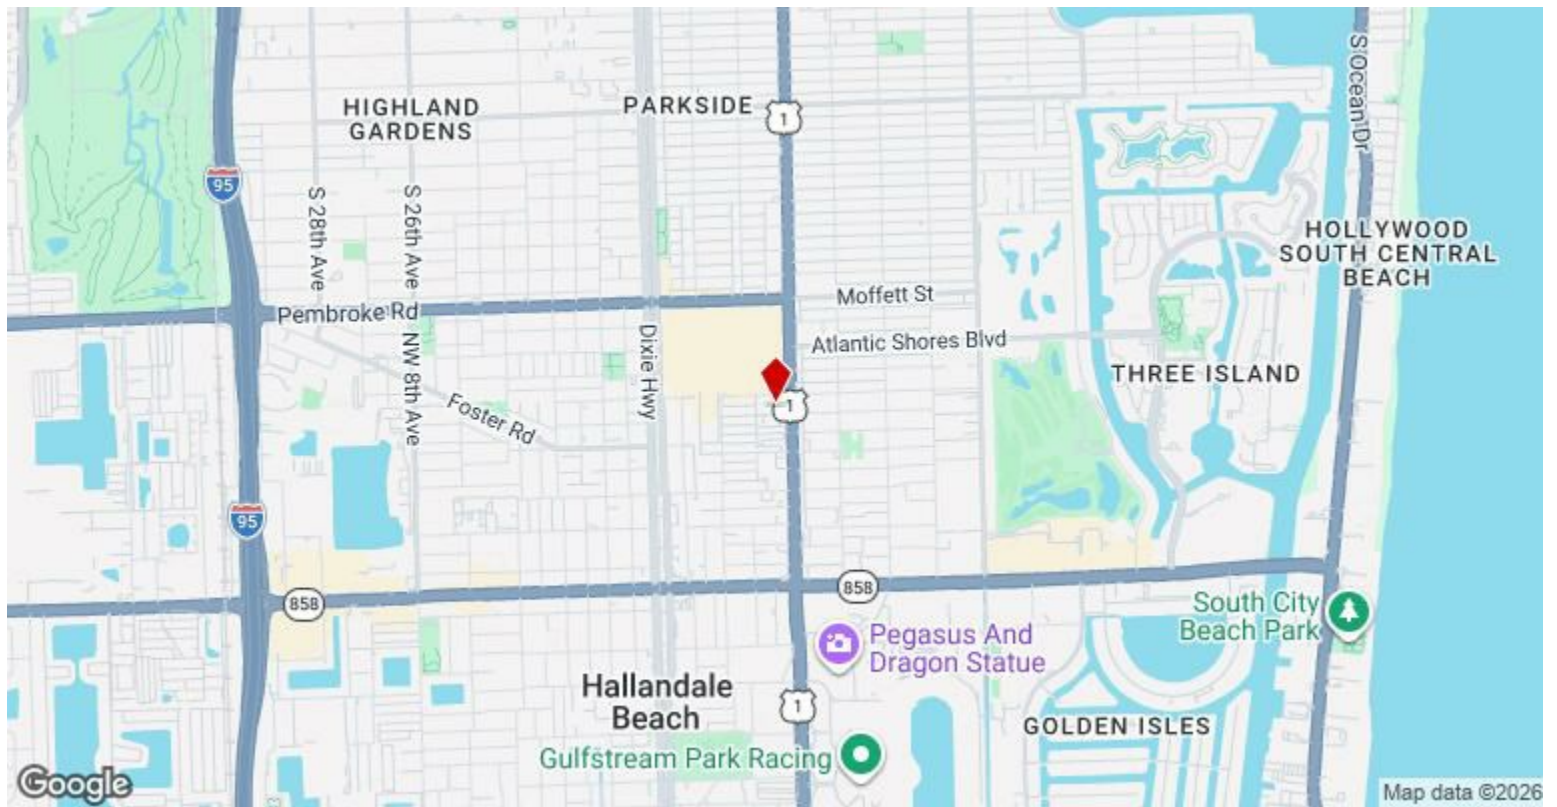 S Ocean Dr
HIGHLAND
GARDENS
PARKSIDE
1
95
S 28th Ave
S 26th Ave
HOLLYWOOD
SOUTH CENTRAL
BEACH
Moffett St
Pembroke Rd
Atlantic Shores Blvd
Dixie Hwy
NW 8th Ave
THREE ISLAND
Foster Rd
1
95
858
858
South City
Beach Park
Pegasus And
Dragon Statue
Hallandale
Beach
1
GOLDEN ISLES
Gulfstream Park Racing
Google
Map data ©2026